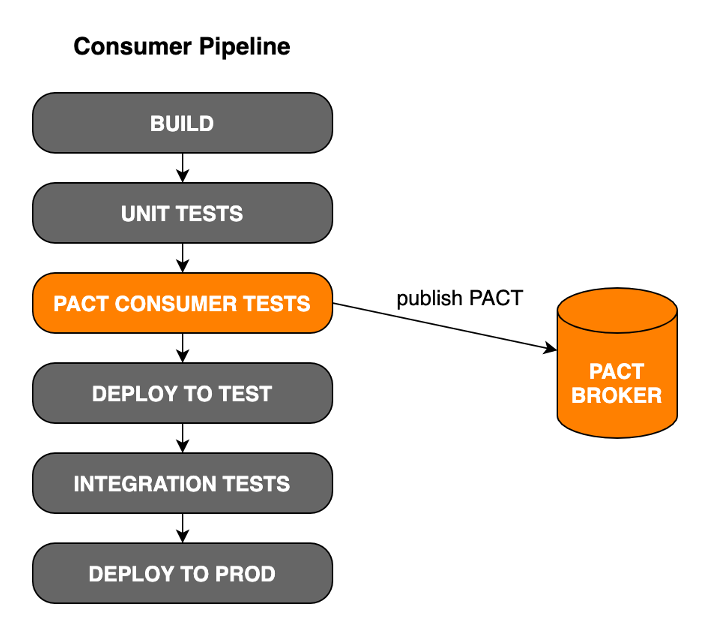 Consumer Pipeline
BUILD
UNIT TESTS
PACT CONSUMER TESTS
publish PACT
DEPLOY TO TEST
PACT
BROKER
INTEGRATION TESTS
DEPLOY TO PROD